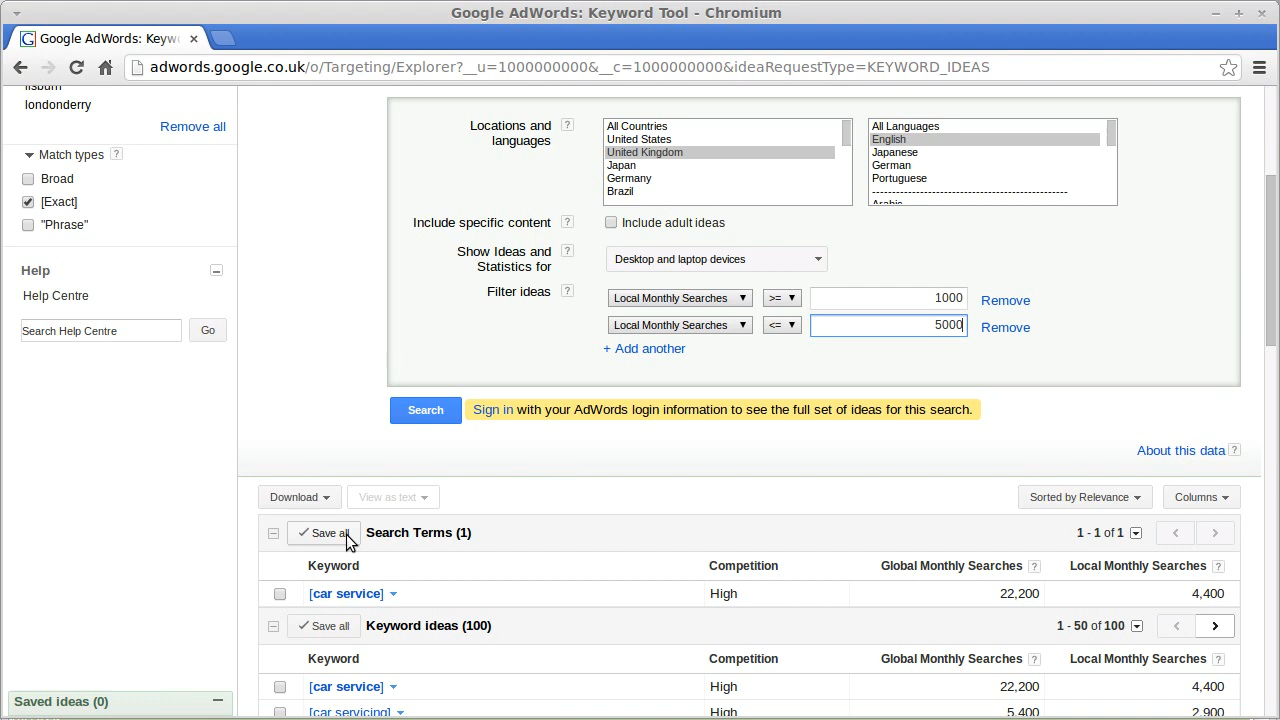 Google AdWords: Keyword Tool - Chromium
Google AdWords: Keyw
adwords.google.co.uk/o/Targeting/Explorer?__u=1000000000&__c=1000000000&ideaRequestType=KEYWORD_IDEAS
lisburn
londonderry
Remove all
Match types ?
Broad
[Exact]
"Phrase"
Help
Help Centre
Search Help Centre Go
Locations and languages ?
All Countries
United States
United Kingdom
Japan
Germany
Brazil
All Languages
English
Japanese
German
Portuguese
--------------------------------------------------
Arabic
Include specific content ? Include adult ideas
Show Ideas and Statistics for ? Desktop and laptop devices
Filter ideas ? Local Monthly Searches >= 1000 Remove
Local Monthly Searches <= 5000 Remove
+ Add another
Search Sign in with your AdWords login information to see the full set of ideas for this search.
About this data ?
Download View as text Sorted by Relevance Columns
Save all Search Terms (1) 1 - 1 of 1
Keyword Competition Global Monthly Searches ? Local Monthly Searches ?
[car service] High 22,200 4,400
Save all Keyword ideas (100) 1 - 50 of 100
Keyword Competition Global Monthly Searches ? Local Monthly Searches ?
[car service] High 22,200 4,400
[car servicing] High 5,400 2,900
Saved ideas (0)